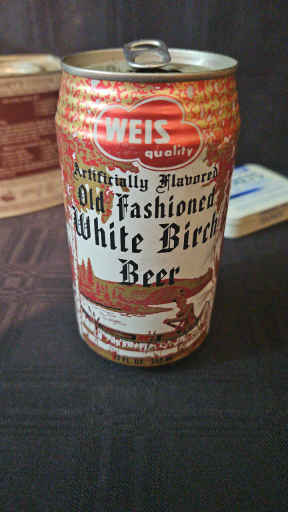 WEIS
quality
Artificially Flavored
Old Fashioned
White Birch
Beer